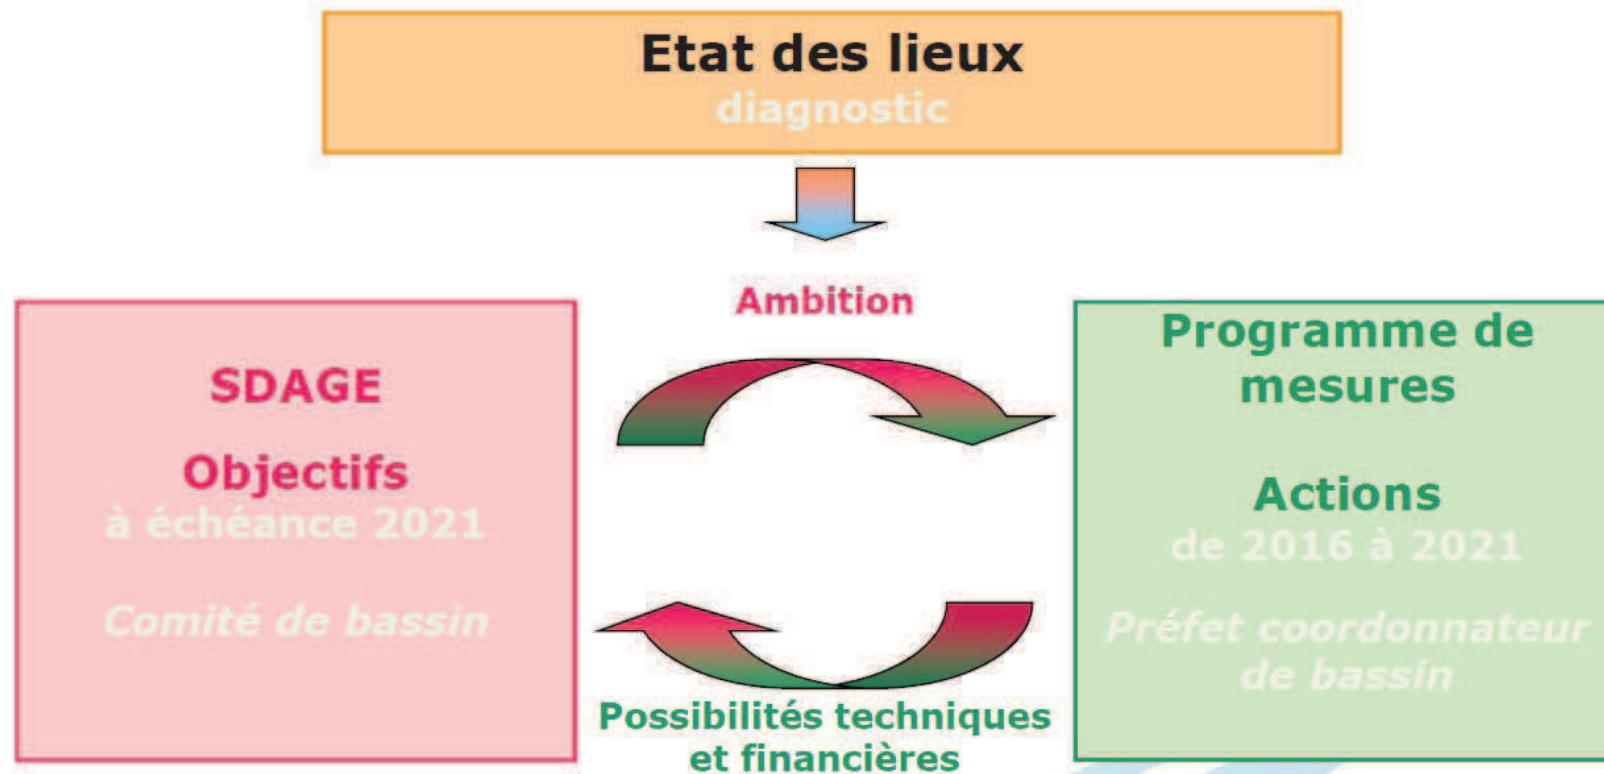 Etat des lieux
diagnostic
Ambition
SDAGE
Objectifs
à échéance 2021
Comité de bassin
Programme de
mesures
Actions
de 2016 à 2021
Préfet coordonnateur
de bassin
Possibilités techniques
et financières